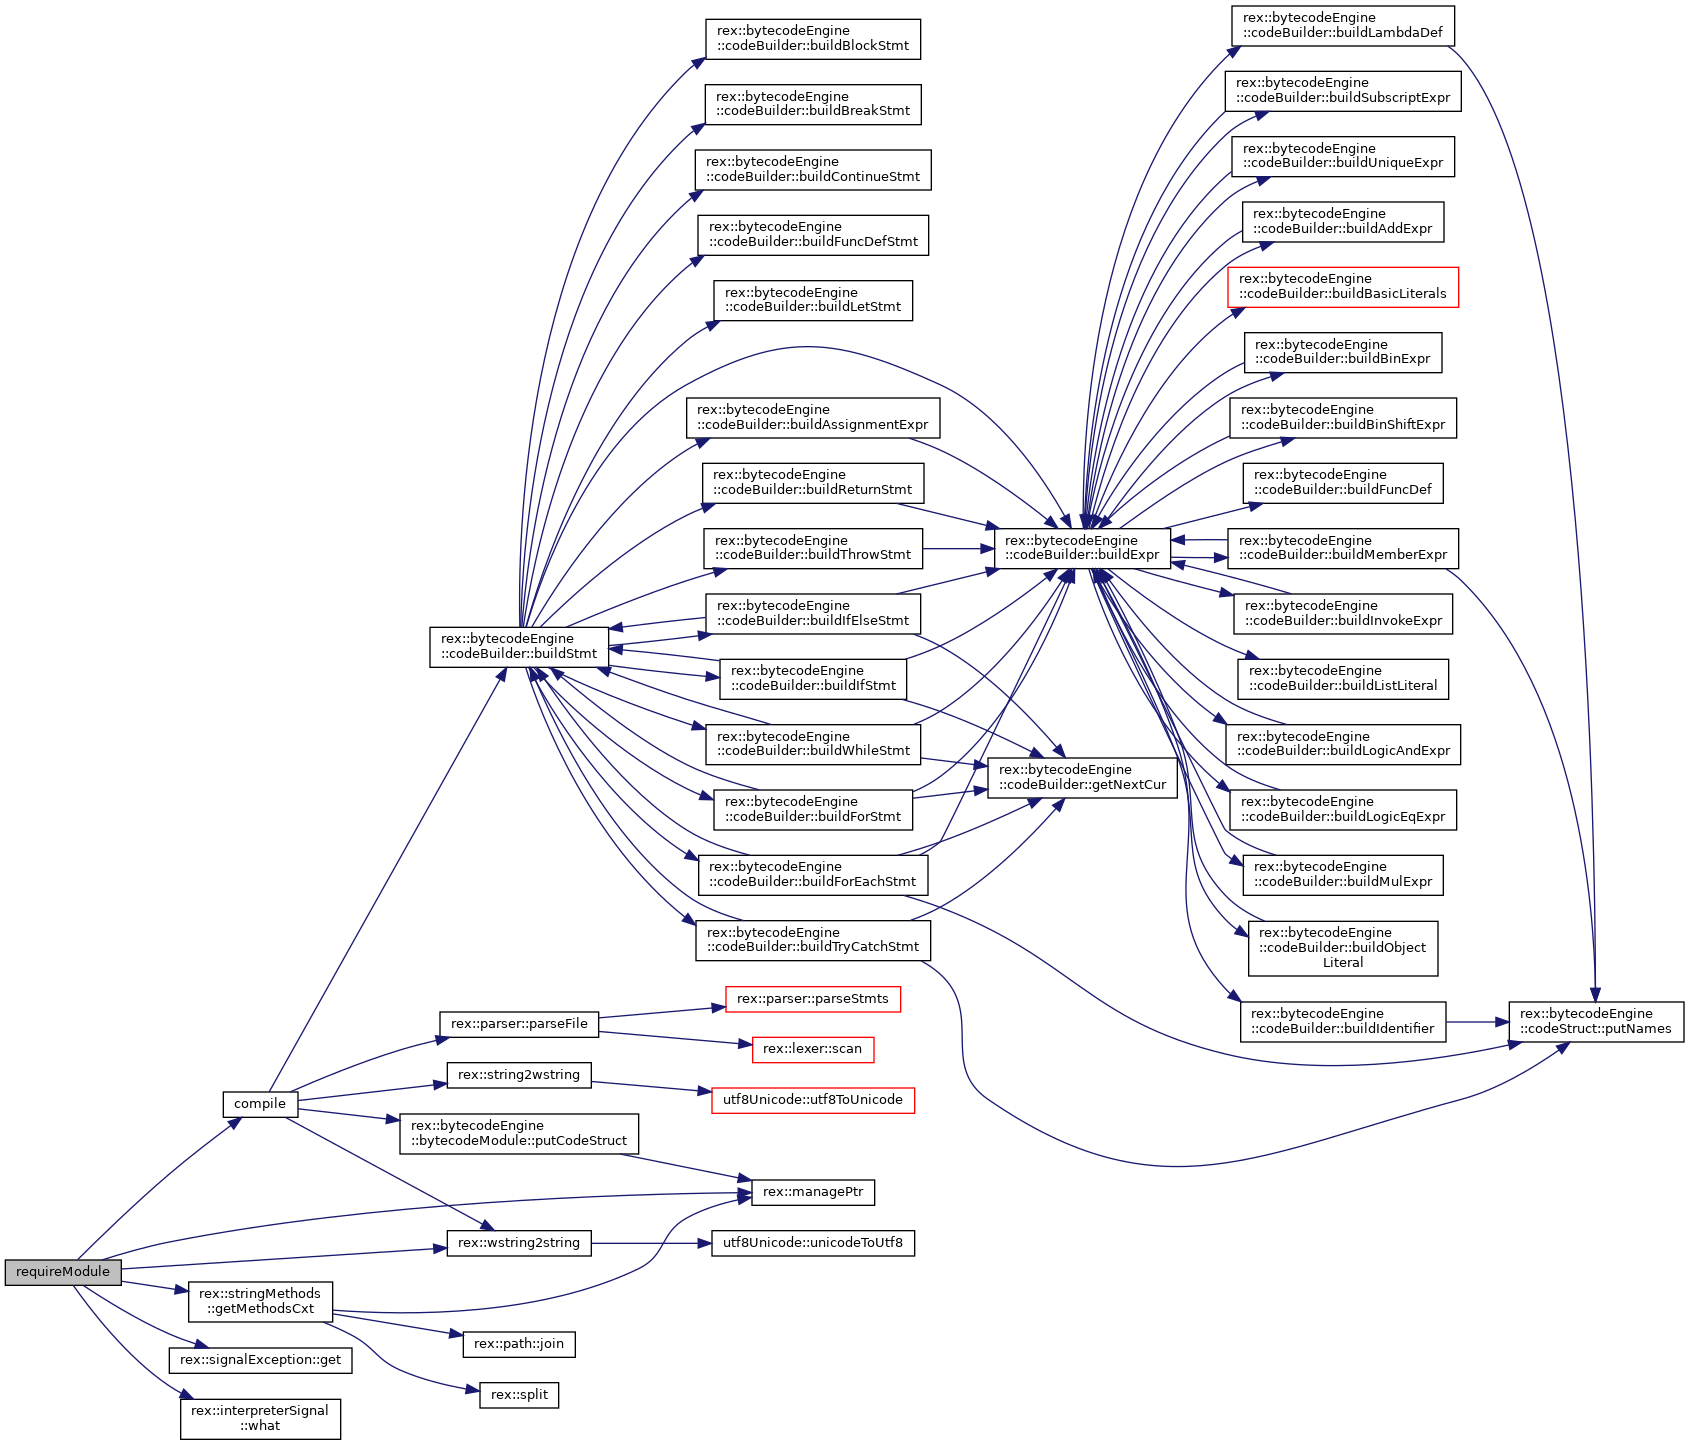 rex::bytecodeEngine
::codeBuilder::buildBlockStmt
rex::bytecodeEngine
::codeBuilder::buildBreakStmt
rex::bytecodeEngine
::codeBuilder::buildContinueStmt
rex::bytecodeEngine
::codeBuilder::buildFuncDefStmt
rex::bytecodeEngine
::codeBuilder::buildLetStmt
rex::bytecodeEngine
::codeBuilder::buildAssignmentExpr
rex::bytecodeEngine
::codeBuilder::buildReturnStmt
rex::bytecodeEngine
::codeBuilder::buildThrowStmt
rex::bytecodeEngine
::codeBuilder::buildIfElseStmt
rex::bytecodeEngine
::codeBuilder::buildStmt
rex::bytecodeEngine
::codeBuilder::buildIfStmt
rex::bytecodeEngine
::codeBuilder::buildWhileStmt
rex::bytecodeEngine
::codeBuilder::buildForStmt
rex::bytecodeEngine
::codeBuilder::buildForEachStmt
rex::bytecodeEngine
::codeBuilder::buildTryCatchStmt
rex::bytecodeEngine
::codeBuilder::buildExpr
rex::bytecodeEngine
::codeBuilder::getNextCur
rex::bytecodeEngine
::codeBuilder::buildLambdaDef
rex::bytecodeEngine
::codeBuilder::buildSubscriptExpr
rex::bytecodeEngine
::codeBuilder::buildUniqueExpr
rex::bytecodeEngine
::codeBuilder::buildAddExpr
rex::bytecodeEngine
::codeBuilder::buildBasicLiterals
rex::bytecodeEngine
::codeBuilder::buildBinExpr
rex::bytecodeEngine
::codeBuilder::buildBinShiftExpr
rex::bytecodeEngine
::codeBuilder::buildFuncDef
rex::bytecodeEngine
::codeBuilder::buildMemberExpr
rex::bytecodeEngine
::codeBuilder::buildInvokeExpr
rex::bytecodeEngine
::codeBuilder::buildListLiteral
rex::bytecodeEngine
::codeBuilder::buildLogicAndExpr
rex::bytecodeEngine
::codeBuilder::buildLogicEqExpr
rex::bytecodeEngine
::codeBuilder::buildMulExpr
rex::bytecodeEngine
::codeBuilder::buildObject
Literal
rex::bytecodeEngine
::codeBuilder::buildIdentifier
rex::bytecodeEngine
::codeStruct::putNames
rex::parser::parseStmts
rex::parser::parseFile
rex::lexer::scan
rex::string2wstring
utf8Unicode::utf8ToUnicode
compile
rex::bytecodeEngine
::bytecodeModule::putCodeStruct
rex::managePtr
rex::wstring2string
utf8Unicode::unicodeToUtf8
requireModule
rex::stringMethods
::getMethodsCxt
rex::path::join
rex::signalException::get
rex::split
rex::interpreterSignal
::what